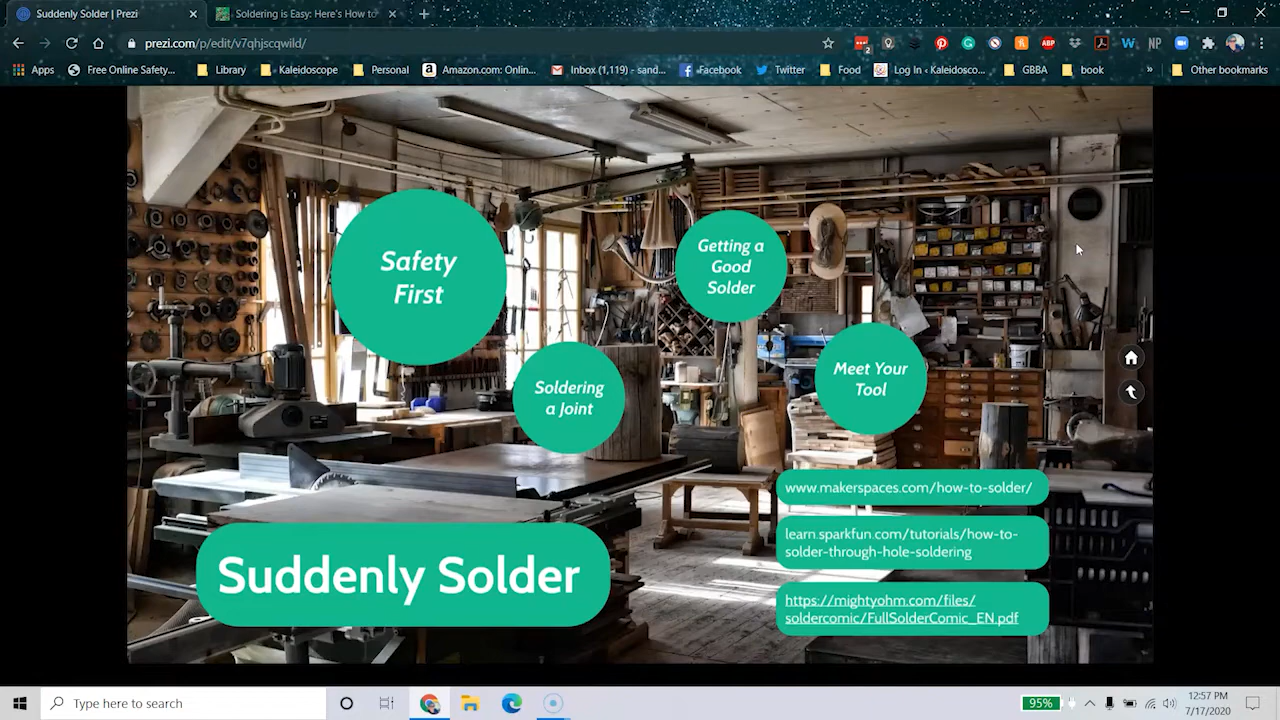 Suddenly Solder | Prezi
Soldering is Easy: Here's How to
prezi.com/p/edit/v7qhjscqwild/
2
ABP
W
NP
Apps
Free Online Safety...
Library
Kaleidoscope
Personal
Amazon.com: Onlin...
Inbox (1,119) - sand...
Facebook
Twitter
Food
Log In ‹ Kaleidosco...
GBBA
book
»
Other bookmarks
Safety
First
Getting a
Good
Solder
Soldering
a Joint
Meet Your
Tool
www.makerspaces.com/how-to-solder/
learn.sparkfun.com/tutorials/how-to-
solder-through-hole-soldering
Suddenly Solder
https://mightyohm.com/files/
soldercomic/FullSolderComic_EN.pdf
Type here to search
95%
12:57 PM
7/17/2020